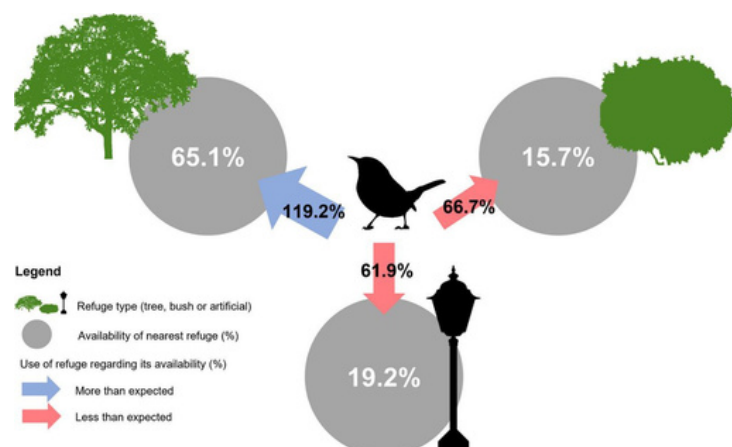 65.1%
15.7%
119.2%
66.7%
61.9%
19.2%
Legend
Refuge type (tree, bush or artificial)
Availability of nearest refuge (%)
Use of refuge regarding its availability (%)
More than expected
Less than expected